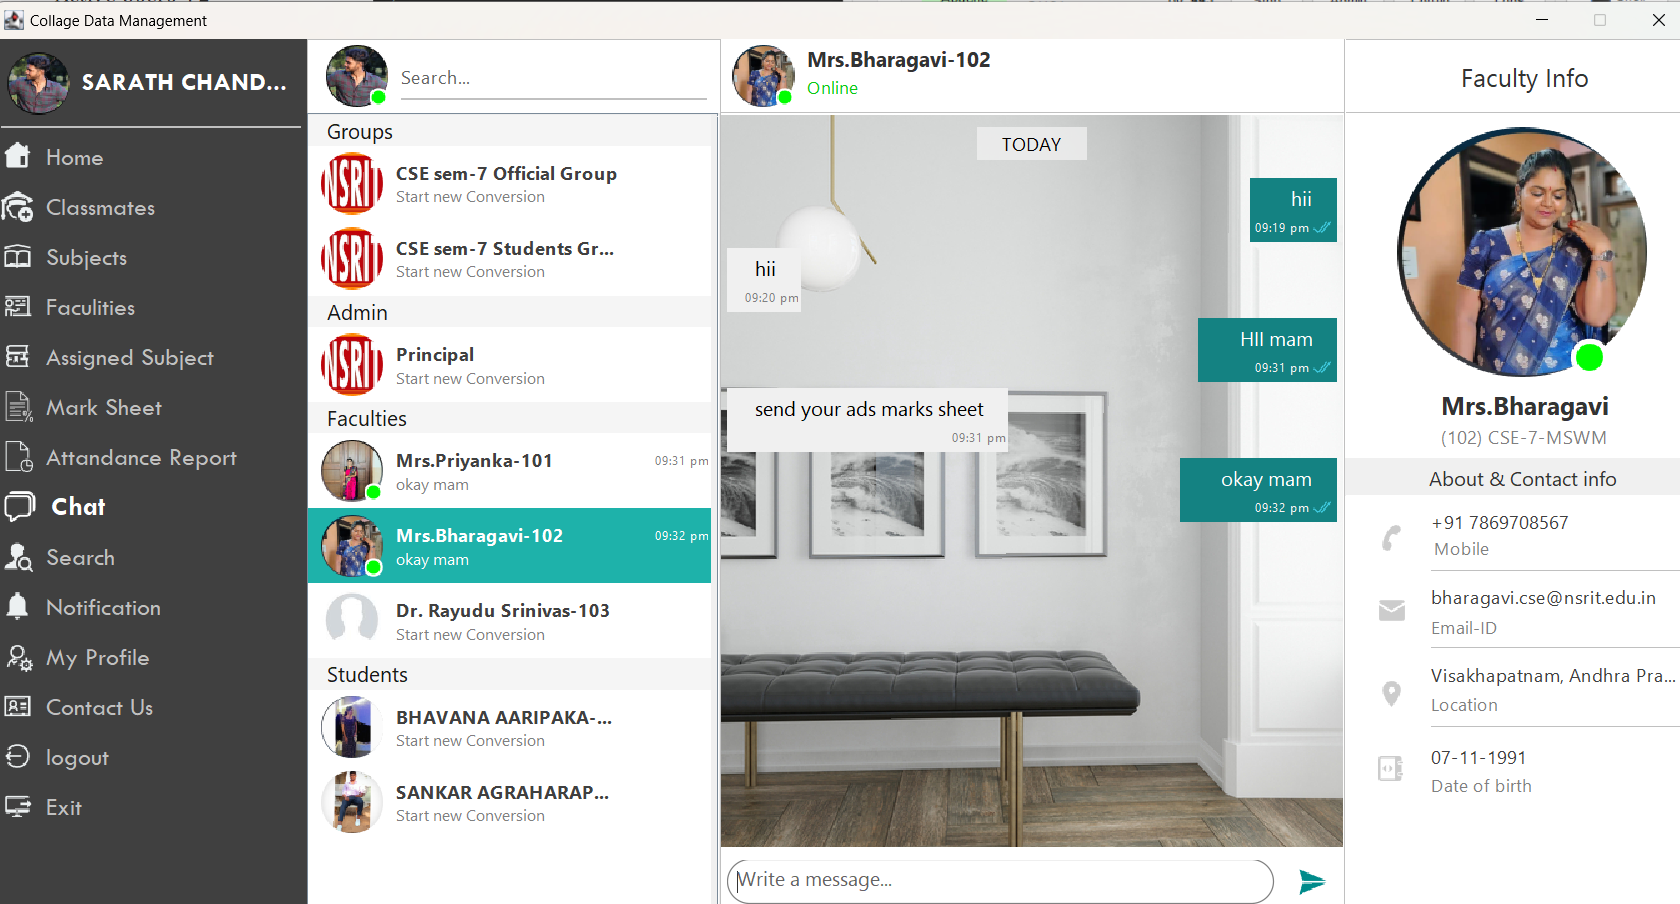 Collage Data Management
SARATH CHAND...
Home
Classmates
Subjects
Faculities
Assigned Subject
Mark Sheet
Attandance Report
Chat
Search
Notification
My Profile
Contact Us
logout
Exit
Search...
Groups
NSRIT
CSE sem-7 Official Group
Start new Conversion
NSRIT
CSE sem-7 Students Gr...
Start new Conversion
Admin
NSRIT
Principal
Start new Conversion
Faculties
Mrs.Priyanka-101
09:31 pm
okay mam
Mrs.Bharagavi-102
09:32 pm
okay mam
Dr. Rayudu Srinivas-103
Start new Conversion
Students
BHAVANA AARIPAKA-...
Start new Conversion
SANKAR AGRAHARAP...
Start new Conversion
Mrs.Bharagavi-102
Online
TODAY
hii
09:19 pm
hii
09:20 pm
HII mam
09:31 pm
send your ads marks sheet
09:31 pm
okay mam
09:32 pm
Write a message...
Faculty Info
Mrs.Bharagavi
(102) CSE-7-MSWM
About & Contact info
+91 7869708567
Mobile
bharagavi.cse@nsrit.edu.in
Email-ID
Visakhapatnam, Andhra Pra...
Location
07-11-1991
Date of birth